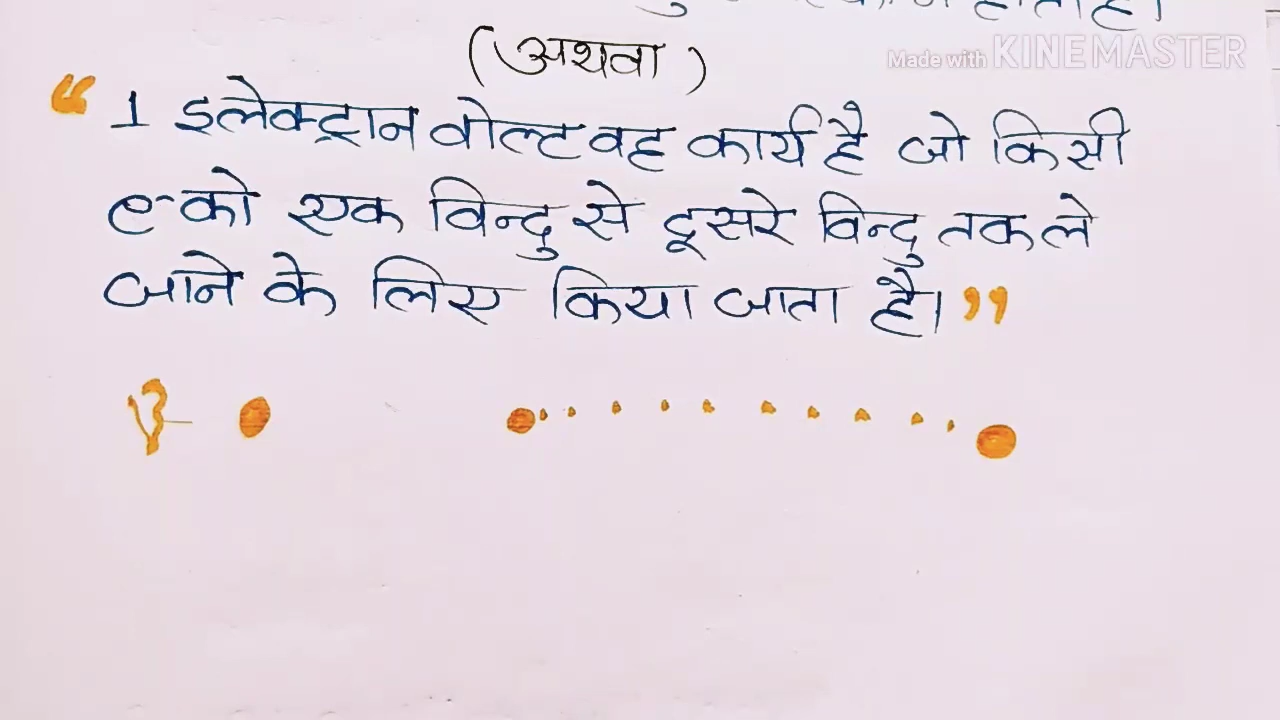 होता है।
(अथवा)
Made with KINEMASTER
“ 1 इलेक्ट्रान वोल्ट वह कार्य है जो किसी
e- को एक विन्दु से दूसरे विन्दु तक ले
जाने के लिए किया जाता है। ”